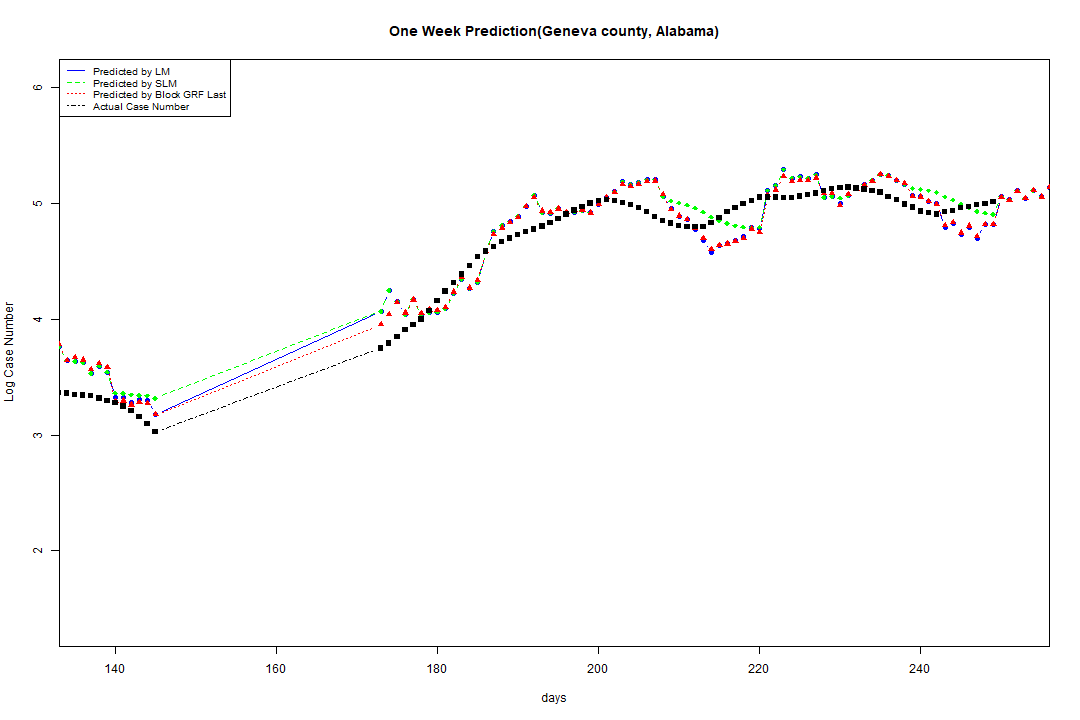 One Week Prediction(Geneva county, Alabama)
Predicted by LM
Predicted by SLM
Predicted by Block GRF Last
Actual Case Number
6
5
4
3
2
Log Case Number
140 160 180 200 220 240
days